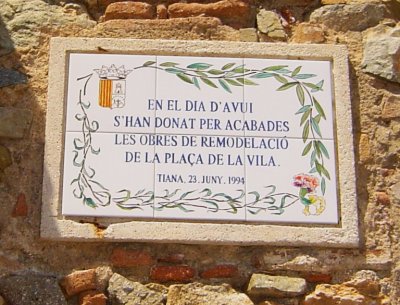 EN EL DIA D'AVUI
S'HAN DONAT PER ACABADES
LES OBRES DE REMODELACIÓ
DE LA PLAÇA DE LA VILA.
TIANA, 23, JUNY, 1994